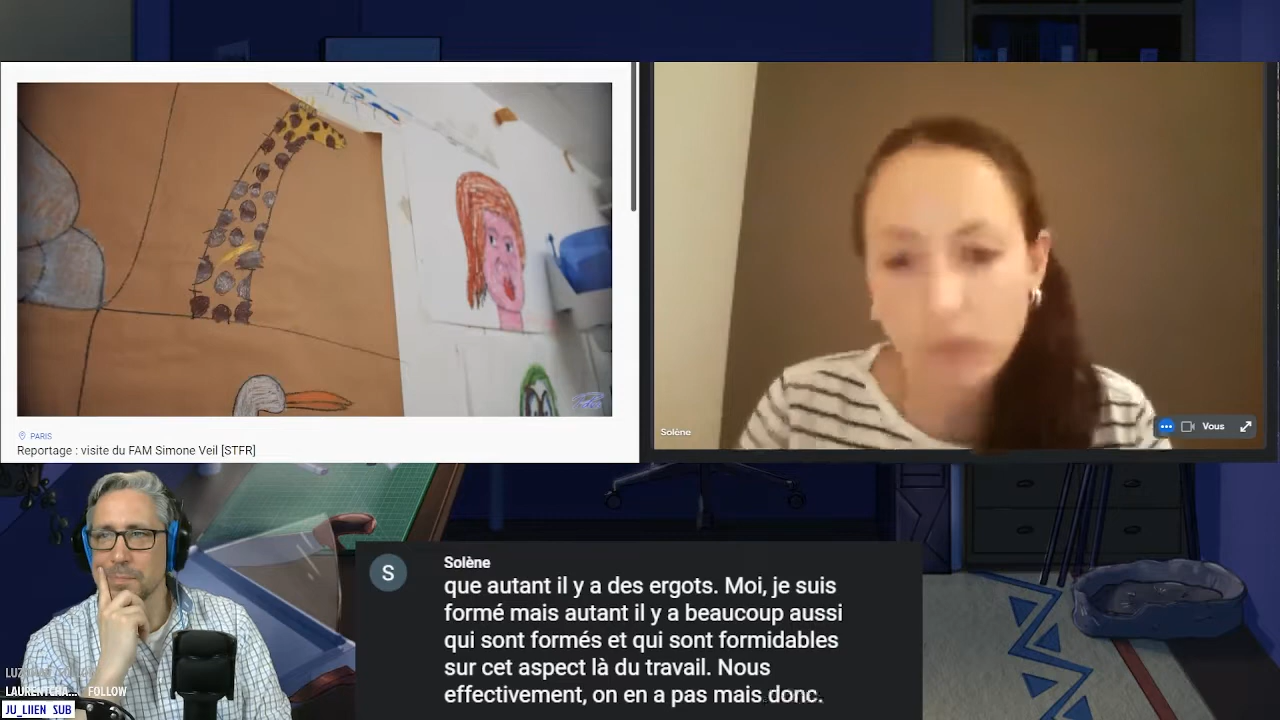 PARIS
Reportage : visite du FAM Simone Veil [STFR]
Solène
Vous
S
Solène
que autant il y a des ergots. Moi, je suis
formé mais autant il y a beaucoup aussi
qui sont formés et qui sont formidables
sur cet aspect là du travail. Nous
effectivement, on en a pas mais donc.
LAURENTCHA... FOLLOW
JU_LIIEN SUB